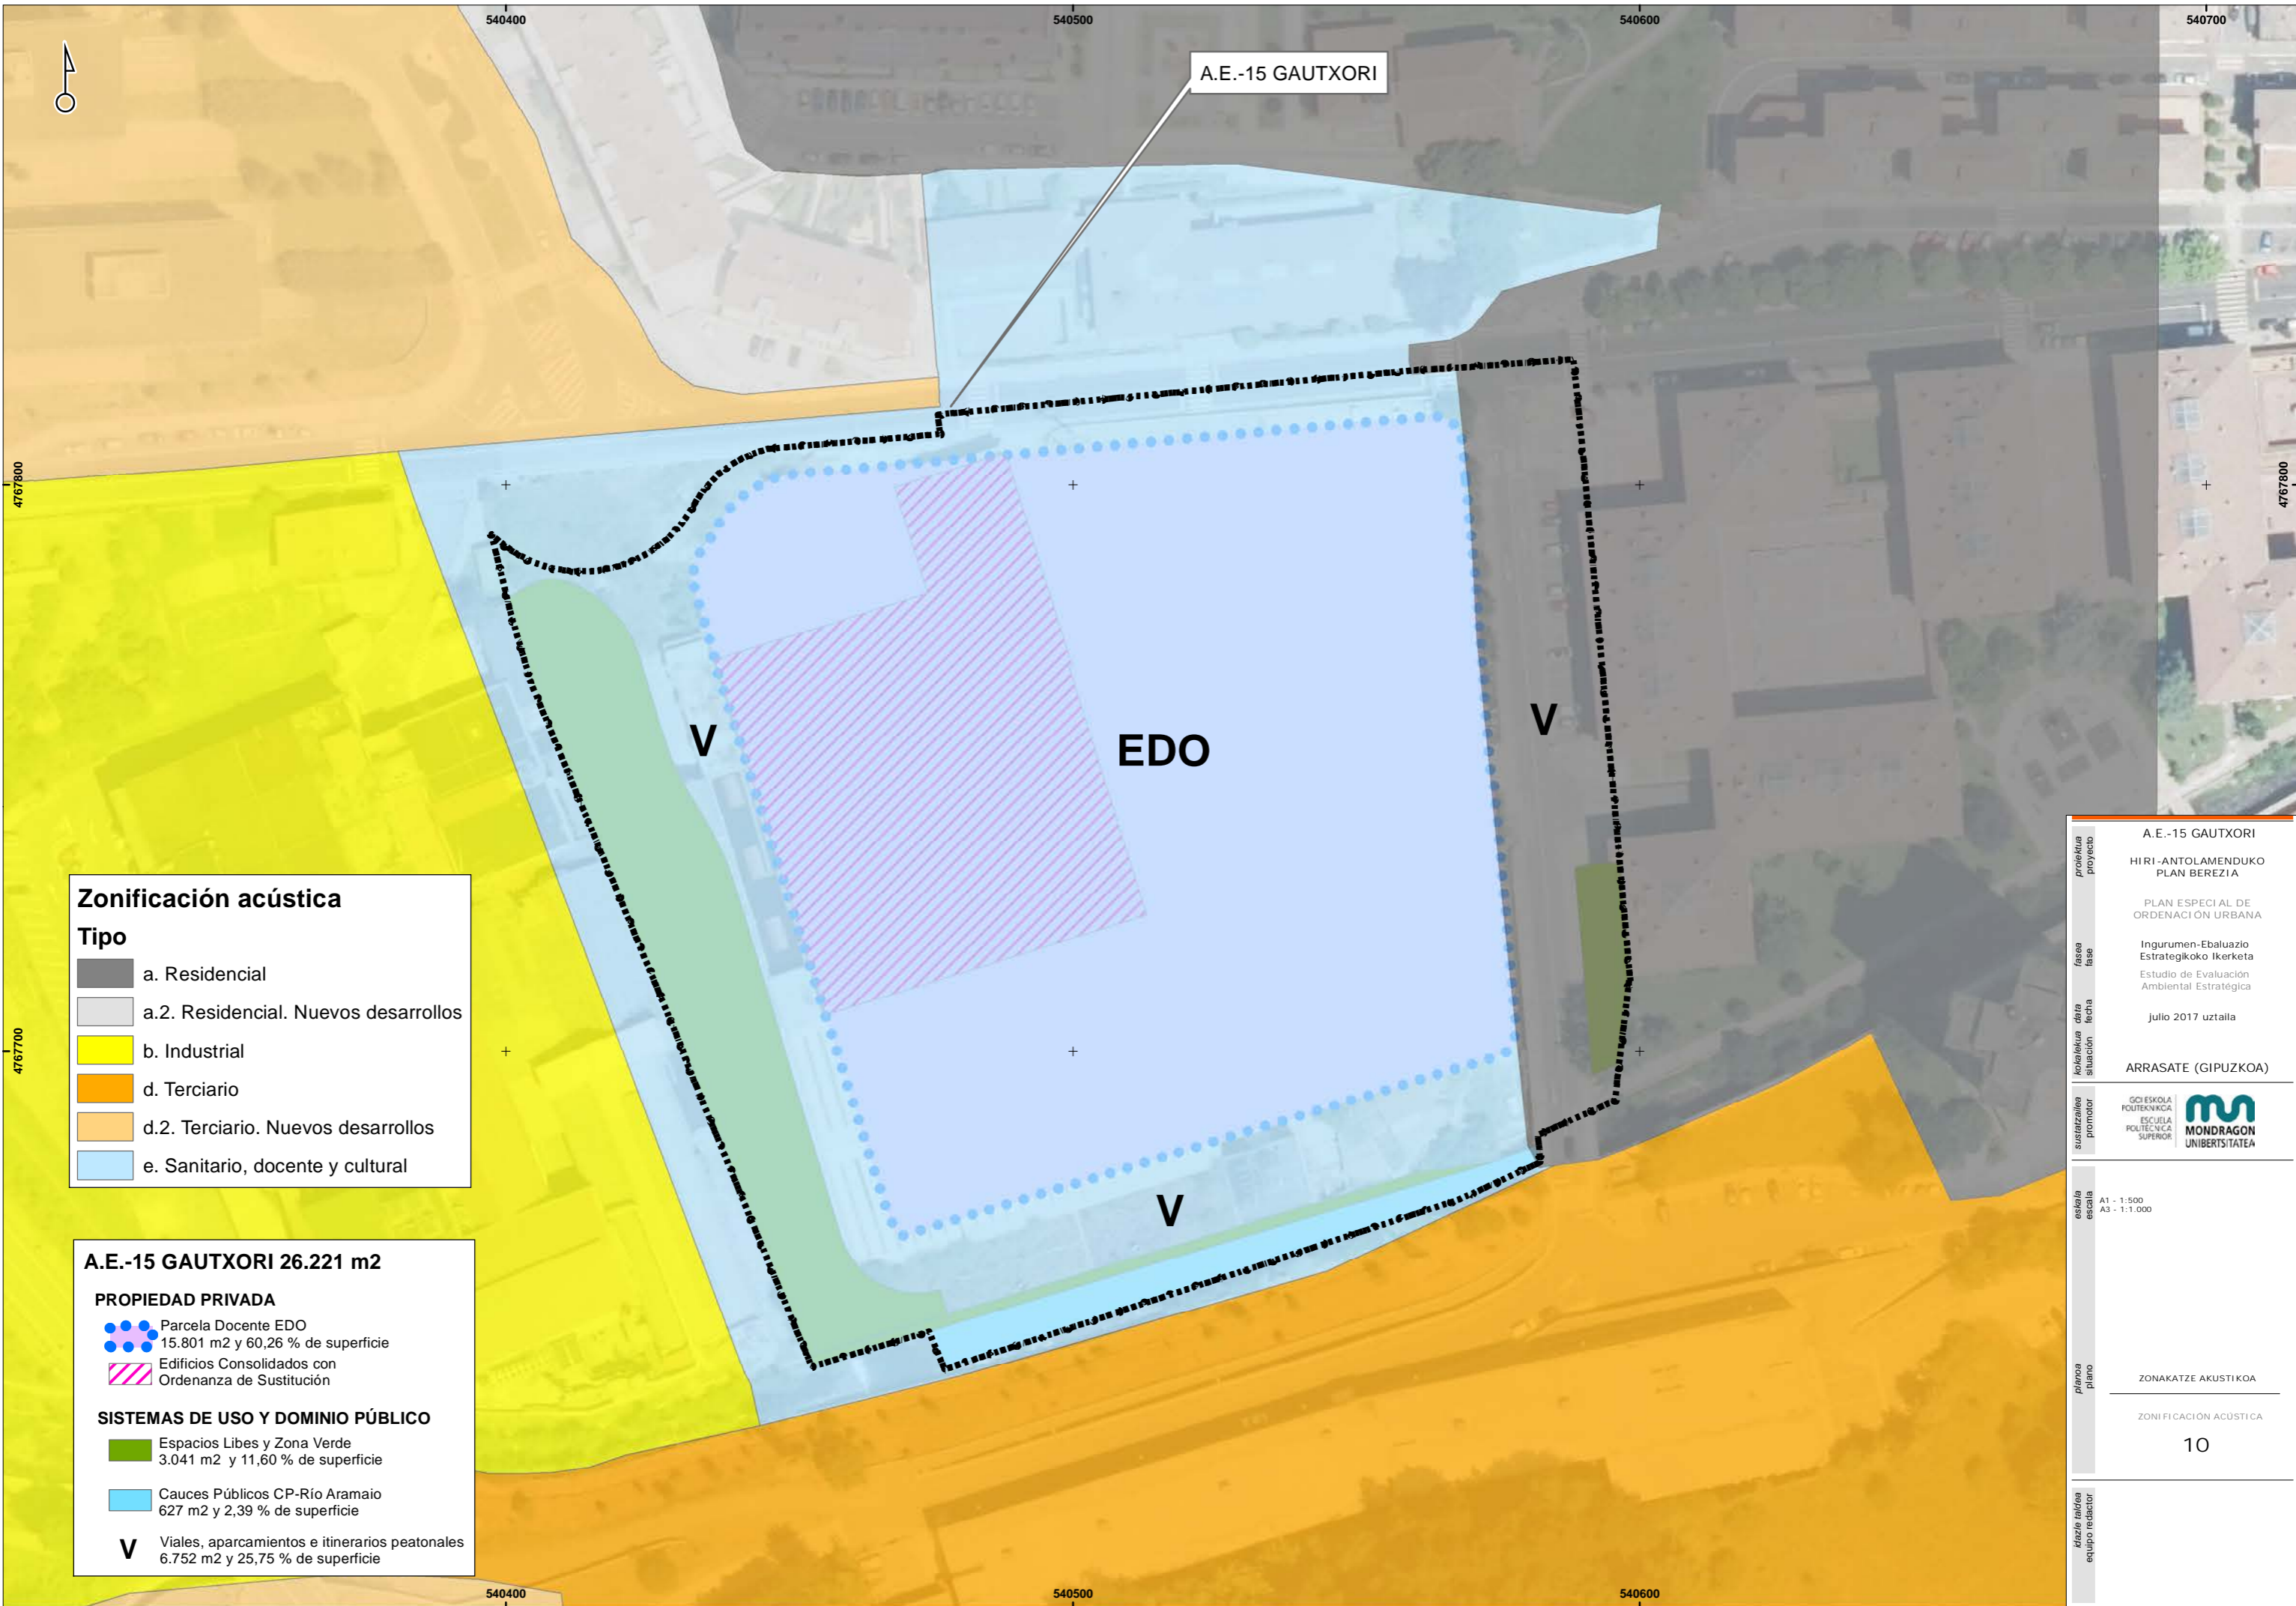 540400
540500
540600
540700
A.E.-15 GAUTXORI
4767800
4767800
V
EDO
V
V
4767700
Zonificación acústica
Tipo
a. Residencial
a.2. Residencial. Nuevos desarrollos
b. Industrial
d. Terciario
d.2. Terciario. Nuevos desarrollos
e. Sanitario, docente y cultural
A.E.-15 GAUTXORI 26.221 m2
PROPIEDAD PRIVADA
Parcela Docente EDO
15.801 m2 y 60,26 % de superficie
Edificios Consolidados con
Ordenanza de Sustitución
SISTEMAS DE USO Y DOMINIO PÚBLICO
Espacios Libes y Zona Verde
3.041 m2 y 11,60 % de superficie
Cauces Públicos CP-Río Aramaio
627 m2 y 2,39 % de superficie
V
Viales, aparcamientos e itinerarios peatonales
6.752 m2 y 25,75 % de superficie
540400
540500
540600
proiektua
proyecto
A.E.-15 GAUTXORI
HIRI-ANTOLAMENDUKO
PLAN BEREZIA
PLAN ESPECIAL DE
ORDENACIÓN URBANA
fasea
fase
Ingurumen-Ebaluazio
Estrategikoko Ikerketa
Estudio de Evaluación
Ambiental Estratégica
data
fecha
julio 2017 uztaila
kokalekua
situación
ARRASATE (GIPUZKOA)
sustatzailea
promotor
GOI ESKOLA
POLITEKNIKOA
ESCUELA
POLITÉCNICA
SUPERIOR
MONDRAGON
UNIBERTSITATEA
eskala
escala
A1 - 1:500
A3 - 1:1.000
planoa
plano
ZONAKATZE AKUSTIKOA
ZONIFICACIÓN ACÚSTICA
10
idazle taldea
equipo redactor